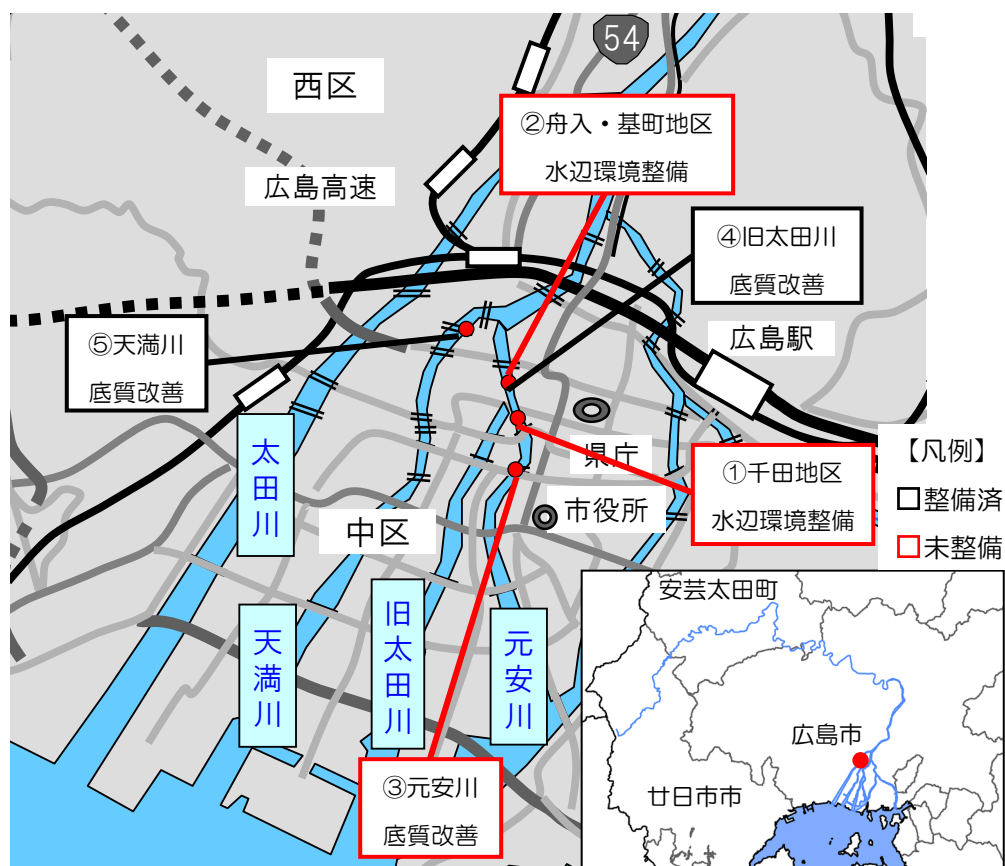 54
西区
②舟入・基町地区
水辺環境整備
広島高速
④旧太田川
底質改善
⑤天満川
底質改善
広島駅
太田川
県庁
①千田地区
水辺環境整備
市役所
中区
【凡例】
整備済
未整備
天満川
旧太田川
元安川
③元安川
底質改善
安芸太田町
広島市
廿日市市